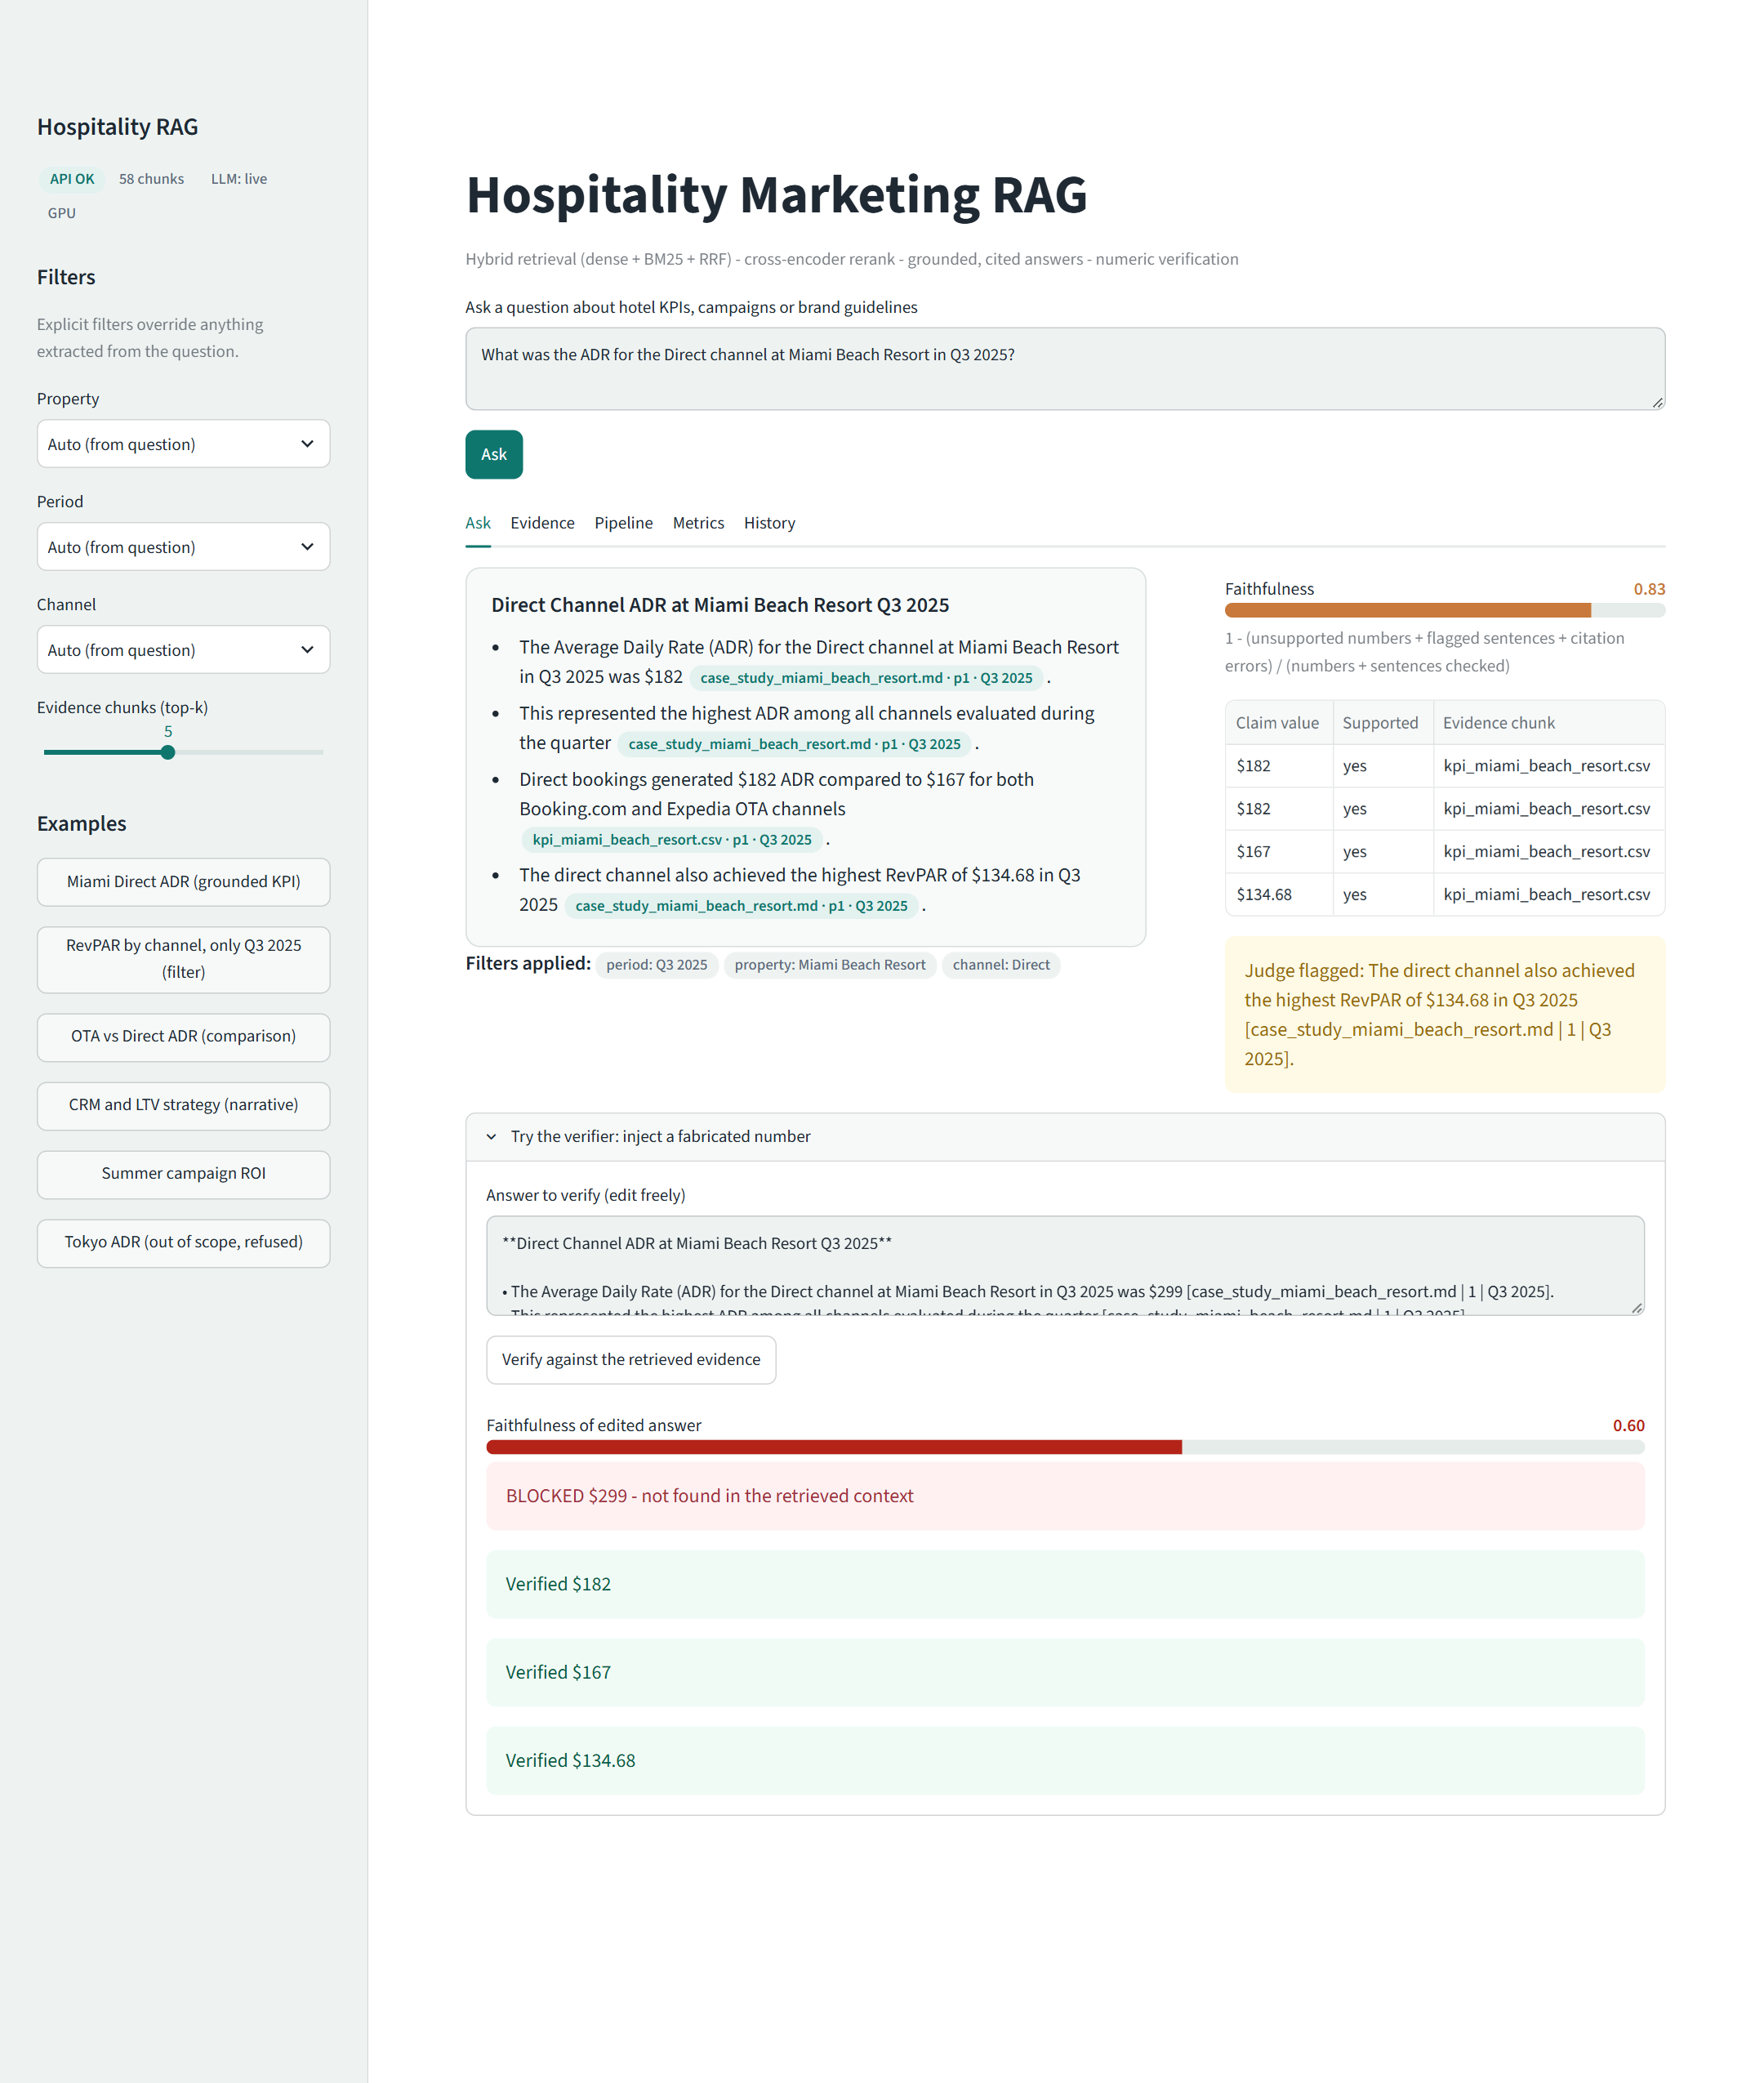 Hospitality RAG
API OK 58 chunks LLM: live
GPU
Filters
Explicit filters override anything
extracted from the question.
Property
Auto (from question)
Period
Auto (from question)
Channel
Auto (from question)
Evidence chunks (top-k)
5
Examples
Miami Direct ADR (grounded KPI)
RevPAR by channel, only Q3 2025
(filter)
OTA vs Direct ADR (comparison)
CRM and LTV strategy (narrative)
Summer campaign ROI
Tokyo ADR (out of scope, refused)
Hospitality Marketing RAG
Hybrid retrieval (dense + BM25 + RRF) - cross-encoder rerank - grounded, cited answers - numeric verification
Ask a question about hotel KPIs, campaigns or brand guidelines
What was the ADR for the Direct channel at Miami Beach Resort in Q3 2025?
Ask
Ask Evidence Pipeline Metrics History
Direct Channel ADR at Miami Beach Resort Q3 2025
• The Average Daily Rate (ADR) for the Direct channel at Miami Beach Resort
in Q3 2025 was $182 case_study_miami_beach_resort.md · p1 · Q3 2025 .
• This represented the highest ADR among all channels evaluated during
the quarter case_study_miami_beach_resort.md · p1 · Q3 2025 .
• Direct bookings generated $182 ADR compared to $167 for both
Booking.com and Expedia OTA channels
kpi_miami_beach_resort.csv · p1 · Q3 2025 .
• The direct channel also achieved the highest RevPAR of $134.68 in Q3
2025 case_study_miami_beach_resort.md · p1 · Q3 2025 .
Filters applied: period: Q3 2025 property: Miami Beach Resort channel: Direct
Faithfulness 0.83
1 - (unsupported numbers + flagged sentences + citation
errors) / (numbers + sentences checked)
Claim value Supported Evidence chunk
$182 yes kpi_miami_beach_resort.csv
$182 yes kpi_miami_beach_resort.csv
$167 yes kpi_miami_beach_resort.csv
$134.68 yes kpi_miami_beach_resort.csv
Judge flagged: The direct channel also achieved
the highest RevPAR of $134.68 in Q3 2025
[case_study_miami_beach_resort.md | 1 | Q3
2025].
Try the verifier: inject a fabricated number
Answer to verify (edit freely)
**Direct Channel ADR at Miami Beach Resort Q3 2025**
• The Average Daily Rate (ADR) for the Direct channel at Miami Beach Resort in Q3 2025 was $299 [case_study_miami_beach_resort.md | 1 | Q3 2025].
This represented the highest ADR among all channels evaluated during the quarter [case_study_miami_beach_resort.md | 1 | Q3 2025]
Verify against the retrieved evidence
Faithfulness of edited answer 0.60
BLOCKED $299 - not found in the retrieved context
Verified $182
Verified $167
Verified $134.68